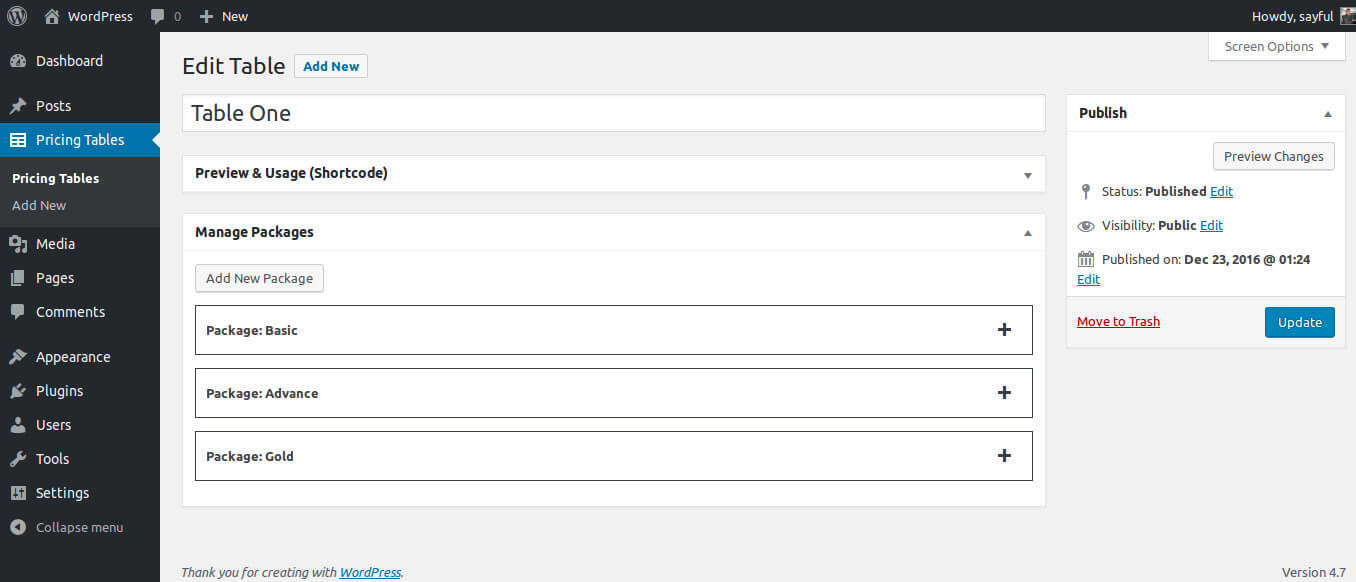 WordPress 0 New Howdy, sayful
Screen Options
Dashboard
Posts
Pricing Tables
Pricing Tables
Add New
Media
Pages
Comments
Appearance
Plugins
Users
Tools
Settings
Collapse menu
Edit Table Add New
Table One
Preview & Usage (Shortcode)
Manage Packages
Add New Package
Package: Basic
Package: Advance
Package: Gold
Publish
Preview Changes
Status: Published Edit
Visibility: Public Edit
Published on: Dec 23, 2016 @ 01:24
Edit
Move to Trash Update
Thank you for creating with WordPress. Version 4.7